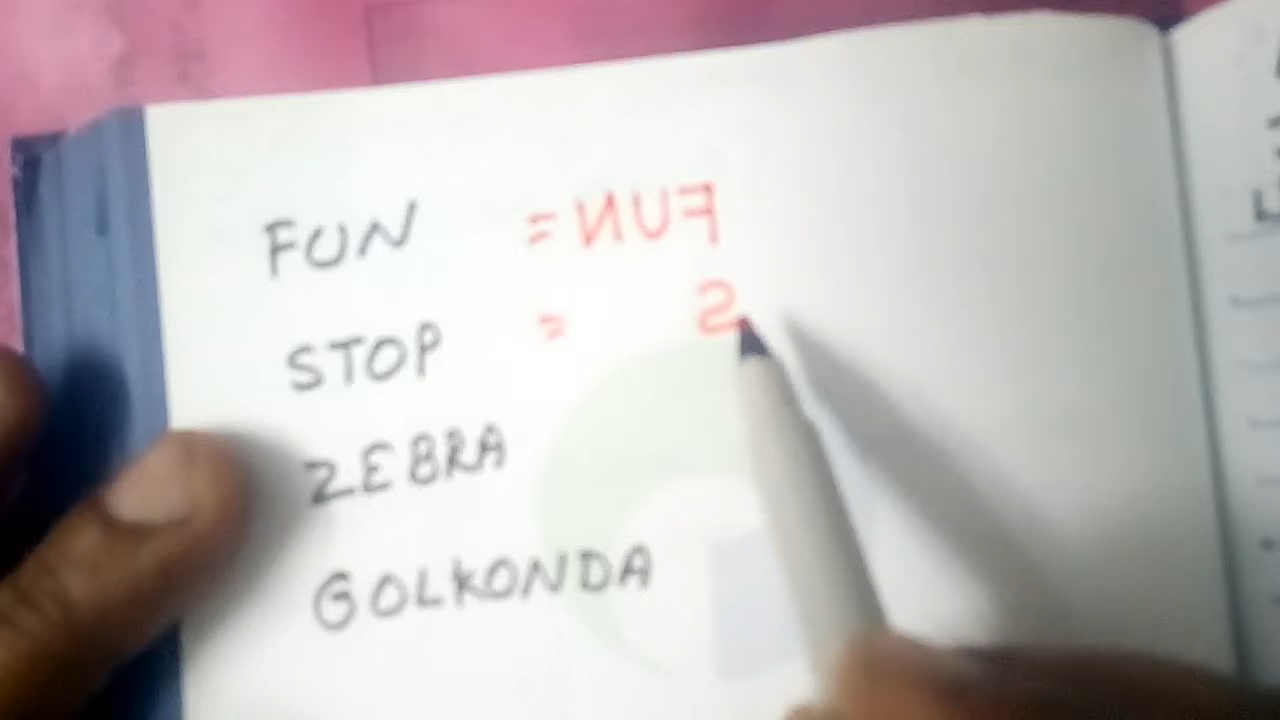 FUN = NUF
STOP = S
ZEBRA
GOLKONDA